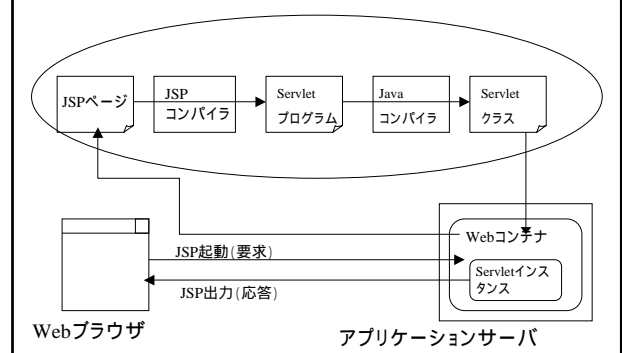 JSPページ
JSP
コンパイラ
Servlet
プログラム
Java
コンパイラ
Servlet
クラス
Webコンテナ
JSP起動(要求)
Servletインス
タンス
JSP出力(応答)
Webブラウザ
アプリケーションサーバ